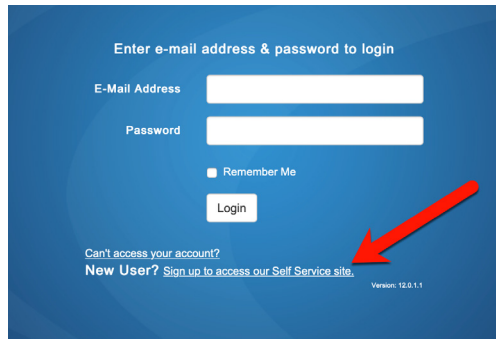 Enter e-mail address & password to login
E-Mail Address
Password
Remember Me
Login
Can't access your account?
New User? Sign up to access our Self Service site.
Version: 12.0.1.1